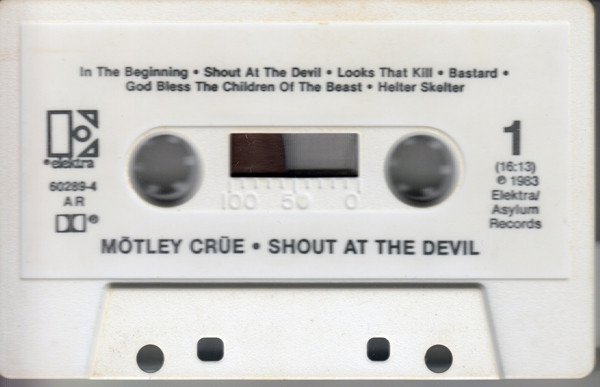 In The Beginning • Shout At The Devil • Looks That Kill • Bastard •
God Bless The Children Of The Beast • Helter Skelter
elektra
60289-4
AR
1
(16:13)
℗ 1983
Elektra/
Asylum
Records
100 50 0
MÖTLEY CRÜE • SHOUT AT THE DEVIL